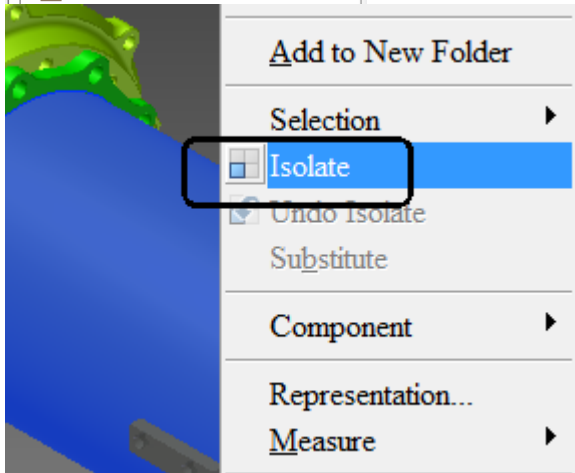 Add to New Folder
Selection
Isolate
Undo Isolate
Substitute
Component
Representation...
Measure